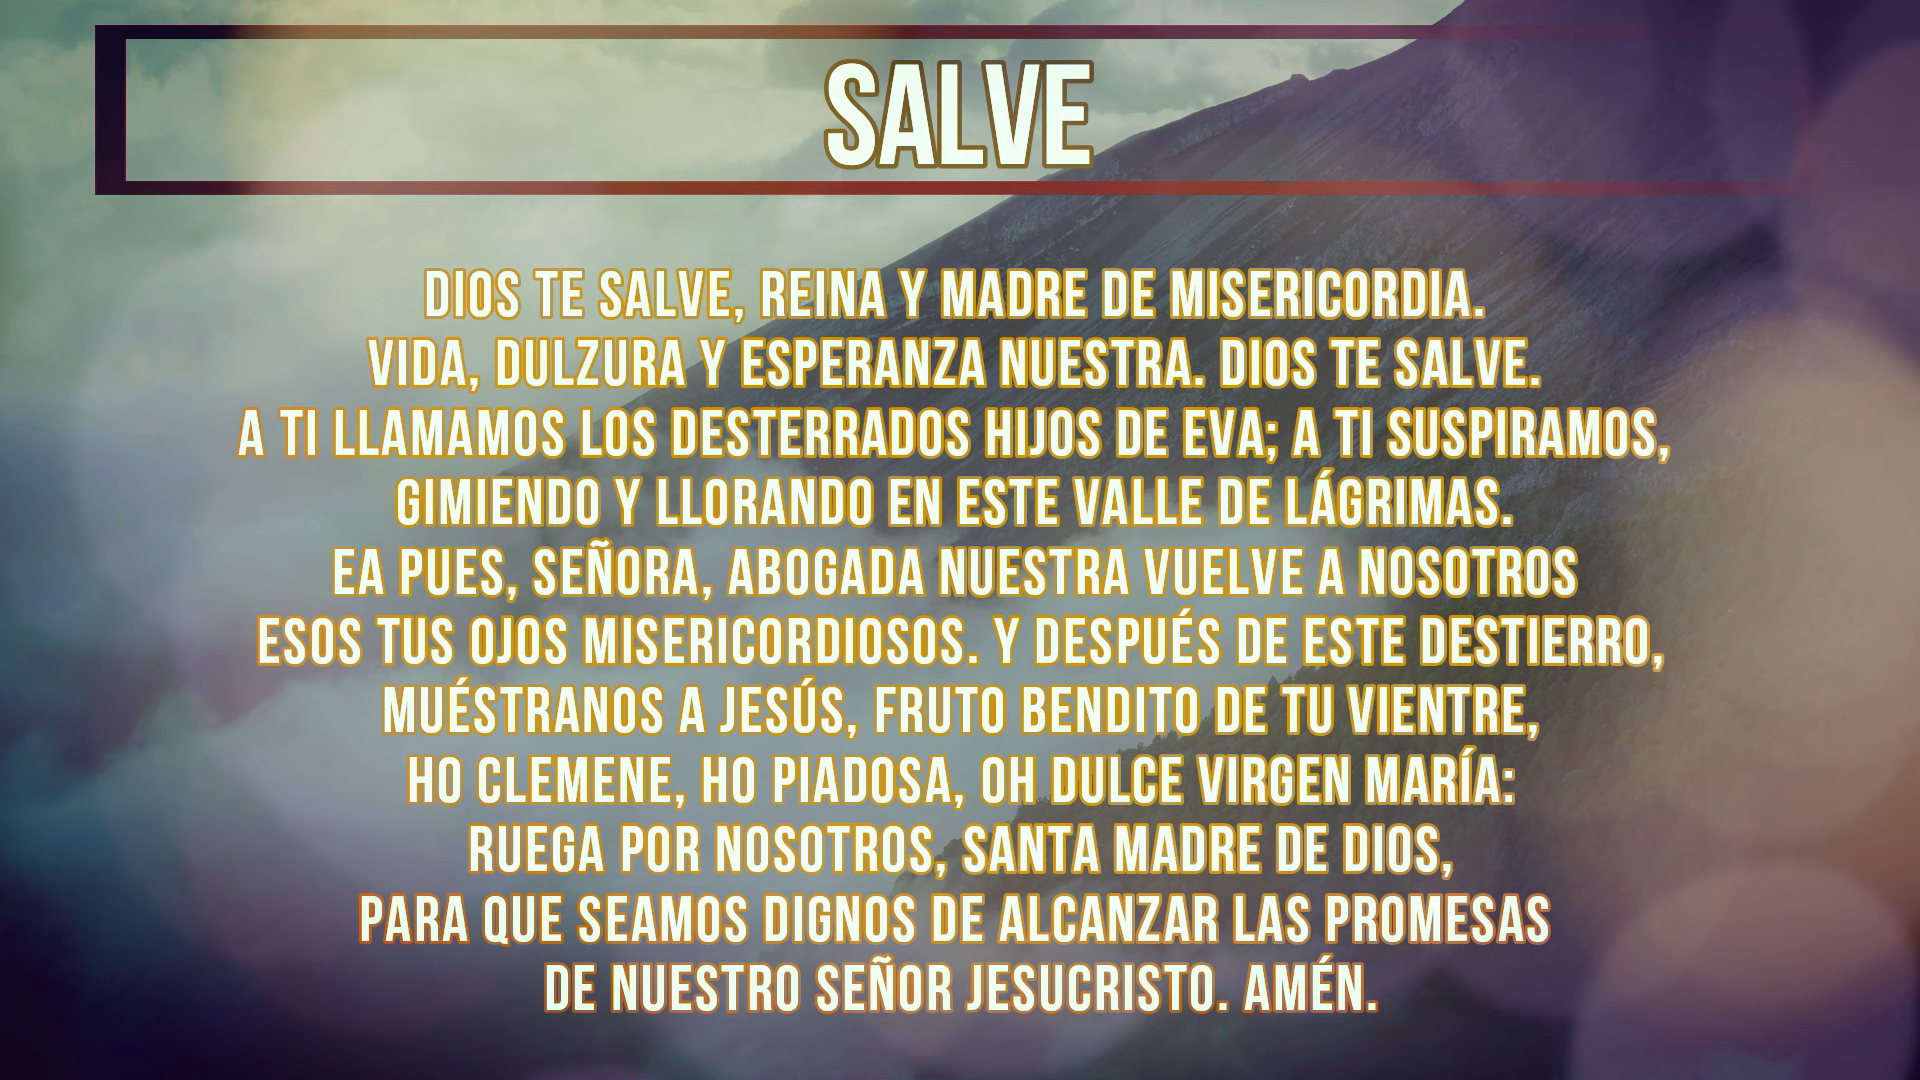 SALVE
DIOS TE SALVE, REINA Y MADRE DE MISERICORDIA.
VIDA, DULZURA Y ESPERANZA NUESTRA. DIOS TE SALVE.
A TI LLAMAMOS LOS DESTERRADOS HIJOS DE EVA; A TI SUSPIRAMOS,
GIMIENDO Y LLORANDO EN ESTE VALLE DE LÁGRIMAS.
EA PUES, SEÑORA, ABOGADA NUESTRA VUELVE A NOSOTROS
ESOS TUS OJOS MISERICORDIOSOS. Y DESPUÉS DE ESTE DESTIERRO,
MUÉSTRANOS A JESÚS, FRUTO BENDITO DE TU VIENTRE,
HO CLEMENE, HO PIADOSA, OH DULCE VIRGEN MARÍA:
RUEGA POR NOSOTROS, SANTA MADRE DE DIOS,
PARA QUE SEAMOS DIGNOS DE ALCANZAR LAS PROMESAS
DE NUESTRO SEÑOR JESUCRISTO. AMÉN.